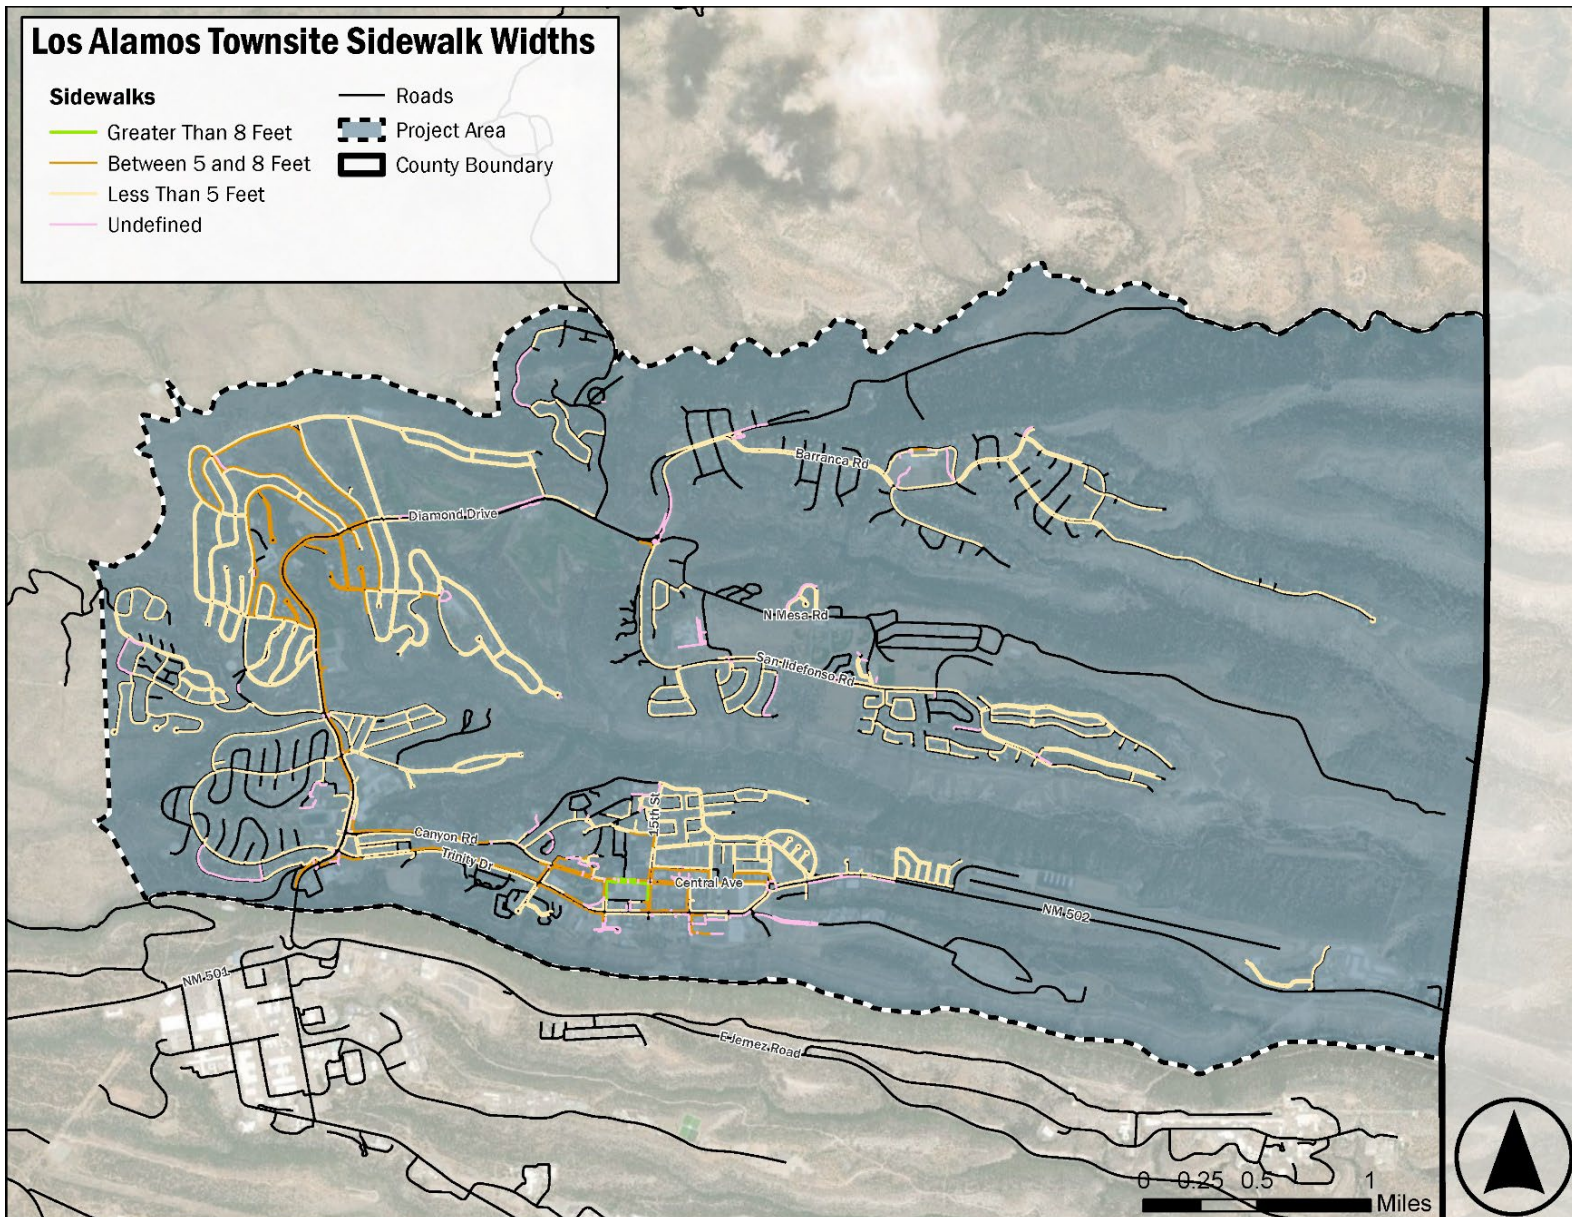 Los Alamos Townsite Sidewalk Widths
Sidewalks
Greater Than 8 Feet
Between 5 and 8 Feet
Less Than 5 Feet
Undefined
Roads
Project Area
County Boundary
Barranca Rd
Diamond Drive
N Mesa Rd
San Ildefonso Rd
15th St
Canyon Rd
Trinity Dr
Central Ave
NM 502
NM 501
E Jemez Road
0 0.25 0.5 1
Miles